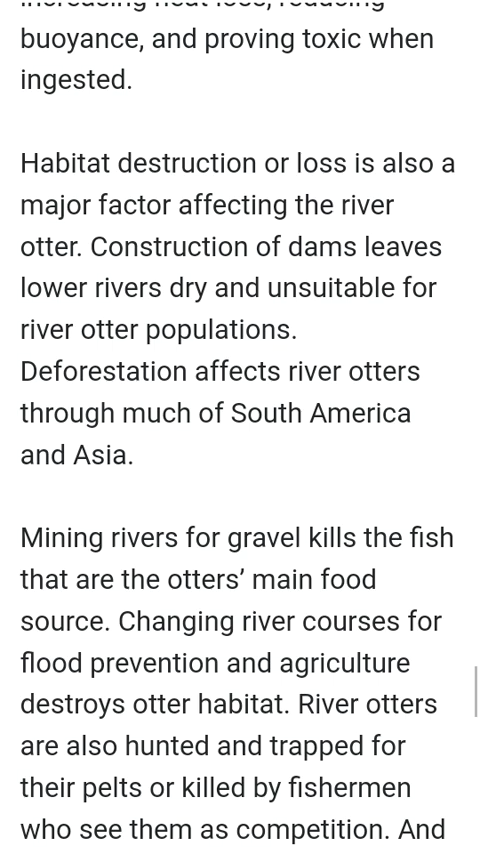 increasing heat loss, reducing
buoyance, and proving toxic when
ingested.
Habitat destruction or loss is also a
major factor affecting the river
otter. Construction of dams leaves
lower rivers dry and unsuitable for
river otter populations.
Deforestation affects river otters
through much of South America
and Asia.
Mining rivers for gravel kills the fish
that are the otters’ main food
source. Changing river courses for
flood prevention and agriculture
destroys otter habitat. River otters
are also hunted and trapped for
their pelts or killed by fishermen
who see them as competition. And